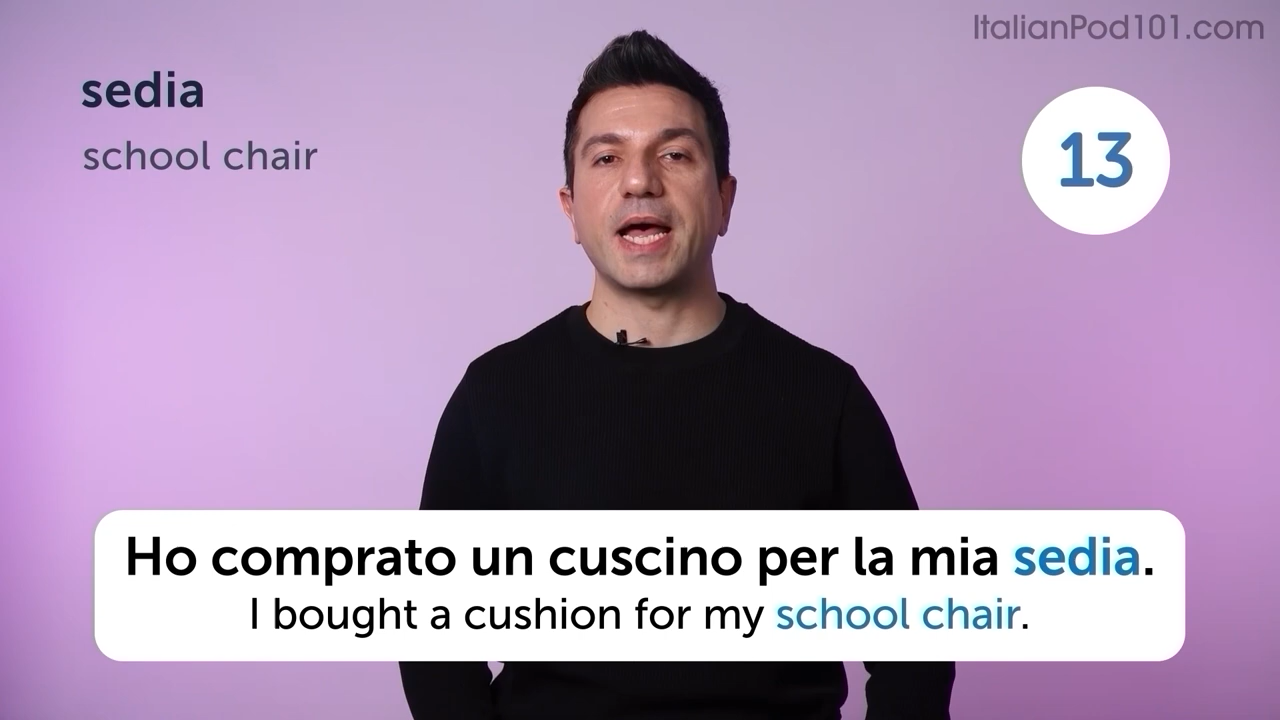 ItalianPod101.com
sedia
school chair
13
Ho comprato un cuscino per la mia sedia.
I bought a cushion for my school chair.